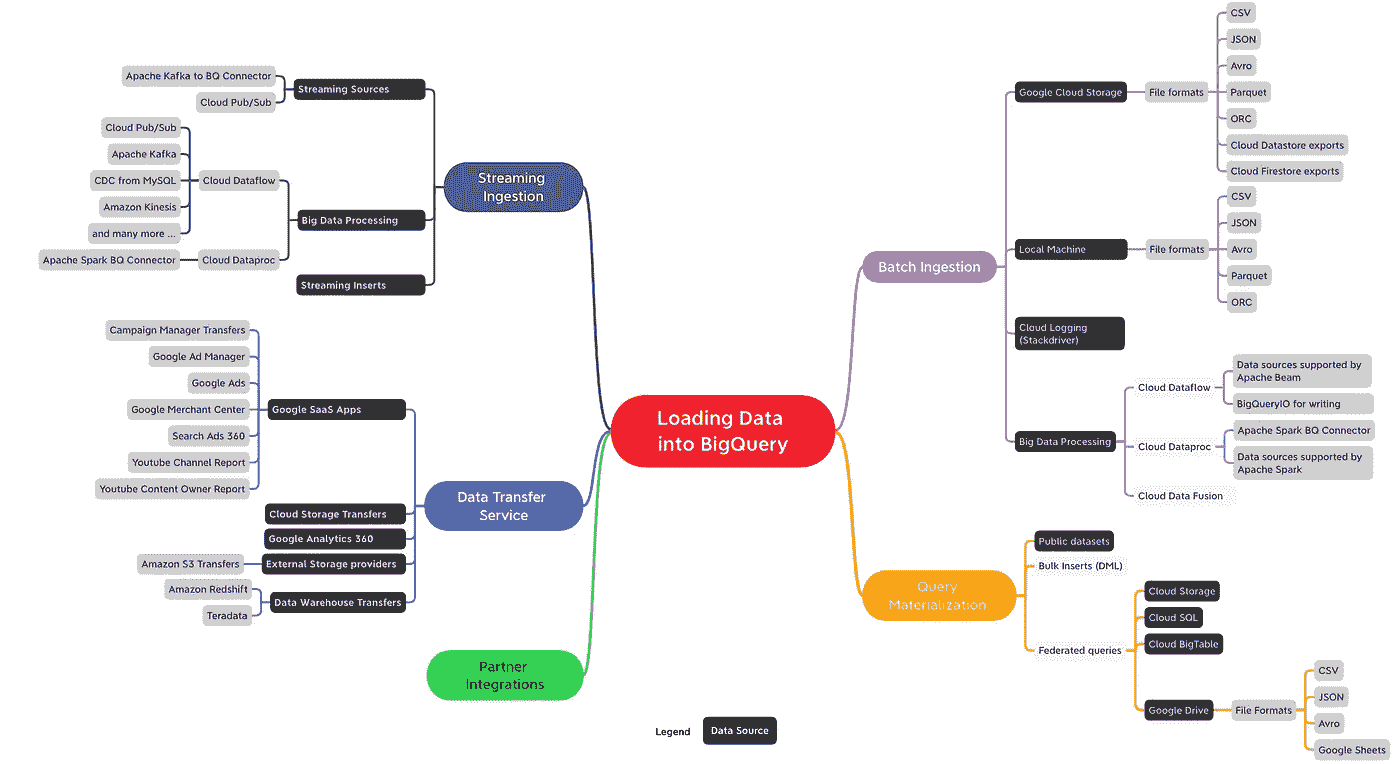 Loading Data
into BigQuery
Streaming
Ingestion
Streaming Sources
Apache Kafka to BQ Connector
Cloud Pub/Sub
Big Data Processing
Cloud Dataflow
Cloud Pub/Sub
Apache Kafka
CDC from MySQL
Amazon Kinesis
and many more ...
Cloud Dataproc
Apache Spark BQ Connector
Streaming Inserts
Data Transfer
Service
Google SaaS Apps
Campaign Manager Transfers
Google Ad Manager
Google Ads
Google Merchant Center
Search Ads 360
Youtube Channel Report
Youtube Content Owner Report
Cloud Storage Transfers
Google Analytics 360
External Storage providers
Amazon S3 Transfers
Data Warehouse Transfers
Amazon Redshift
Teradata
Partner
Integrations
Batch Ingestion
Google Cloud Storage
File formats
CSV
JSON
Avro
Parquet
ORC
Cloud Datastore exports
Cloud Firestore exports
Local Machine
File formats
CSV
JSON
Avro
Parquet
ORC
Cloud Logging
(Stackdriver)
Big Data Processing
Cloud Dataflow
Data sources supported by
Apache Beam
BigQueryIO for writing
Cloud Dataproc
Apache Spark BQ Connector
Data sources supported by
Apache Spark
Cloud Data Fusion
Query
Materialization
Public datasets
Bulk Inserts (DML)
Federated queries
Cloud Storage
Cloud SQL
Cloud BigTable
Google Drive
File Formats
CSV
JSON
Avro
Google Sheets
Legend
Data Source